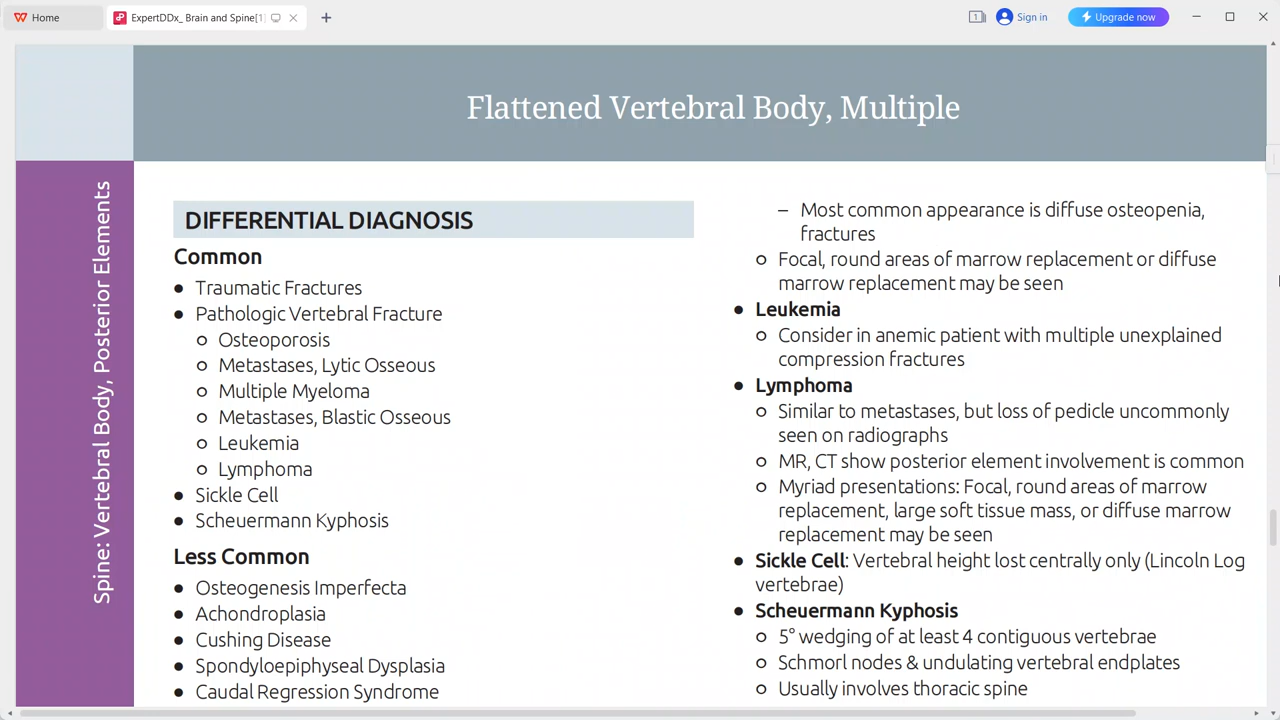 Home
ExpertDDx_ Brain and Spine[1]
1
Sign in
Upgrade now
Flattened Vertebral Body, Multiple
Spine: Vertebral Body, Posterior Elements
DIFFERENTIAL DIAGNOSIS
Common
● Traumatic Fractures
● Pathologic Vertebral Fracture
○ Osteoporosis
○ Metastases, Lytic Osseous
○ Multiple Myeloma
○ Metastases, Blastic Osseous
○ Leukemia
○ Lymphoma
● Sickle Cell
● Scheuermann Kyphosis
Less Common
● Osteogenesis Imperfecta
● Achondroplasia
● Cushing Disease
● Spondyloepiphyseal Dysplasia
● Caudal Regression Syndrome
– Most common appearance is diffuse osteopenia,
fractures
○ Focal, round areas of marrow replacement or diffuse
marrow replacement may be seen
● Leukemia
○ Consider in anemic patient with multiple unexplained
compression fractures
● Lymphoma
○ Similar to metastases, but loss of pedicle uncommonly
seen on radiographs
○ MR, CT show posterior element involvement is common
○ Myriad presentations: Focal, round areas of marrow
replacement, large soft tissue mass, or diffuse marrow
replacement may be seen
● Sickle Cell: Vertebral height lost centrally only (Lincoln Log
vertebrae)
● Scheuermann Kyphosis
○ 5° wedging of at least 4 contiguous vertebrae
○ Schmorl nodes & undulating vertebral endplates
○ Usually involves thoracic spine